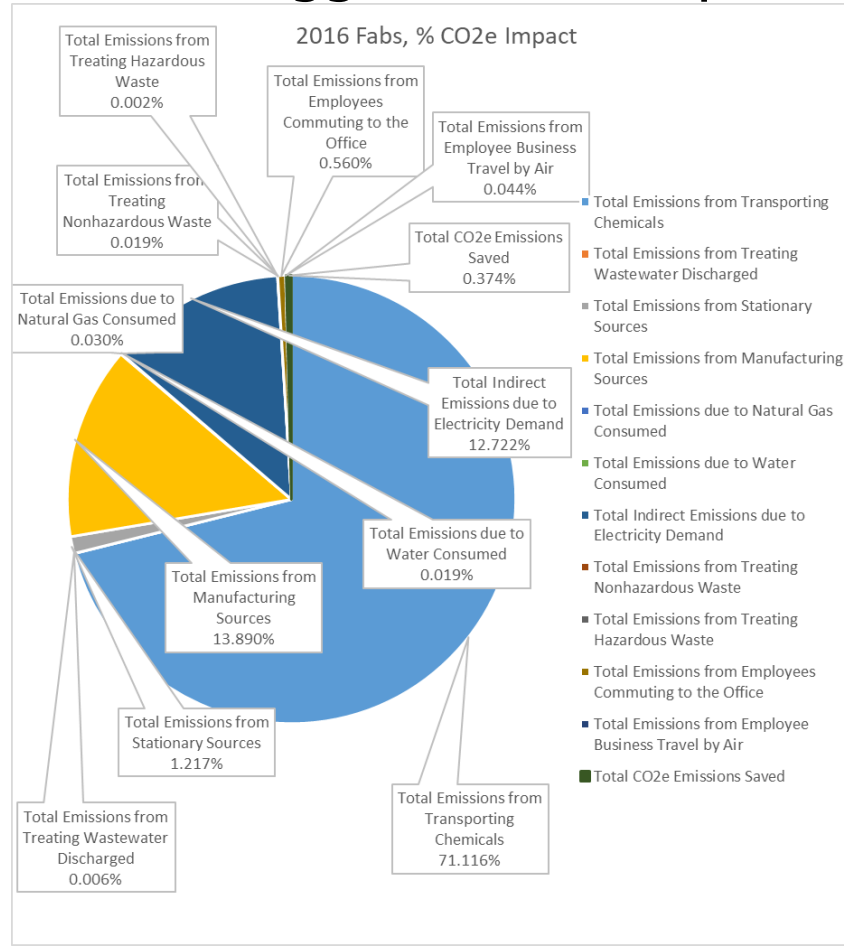 2016 Fabs, % CO2e Impact
Total Emissions from
Treating Hazardous
Waste
0.002%
Total Emissions from
Employees
Commuting to the
Office
0.560%
Total Emissions from
Employee Business
Travel by Air
0.044%
Total Emissions from
Treating
Nonhazardous Waste
0.019%
Total CO2e Emissions
Saved
0.374%
Total Emissions due to
Natural Gas Consumed
0.030%
Total Indirect
Emissions due to
Electricity Demand
12.722%
Total Emissions due to
Water Consumed
0.019%
Total Emissions from
Manufacturing
Sources
13.890%
Total Emissions from
Stationary Sources
1.217%
Total Emissions from
Transporting
Chemicals
71.116%
Total Emissions from
Treating Wastewater
Discharged
0.006%
Total Emissions from Transporting
Chemicals
Total Emissions from Treating
Wastewater Discharged
Total Emissions from Stationary
Sources
Total Emissions from Manufacturing
Sources
Total Emissions due to Natural Gas
Consumed
Total Emissions due to Water
Consumed
Total Indirect Emissions due to
Electricity Demand
Total Emissions from Treating
Nonhazardous Waste
Total Emissions from Treating
Hazardous Waste
Total Emissions from Employees
Commuting to the Office
Total Emissions from Employee
Business Travel by Air
Total CO2e Emissions Saved